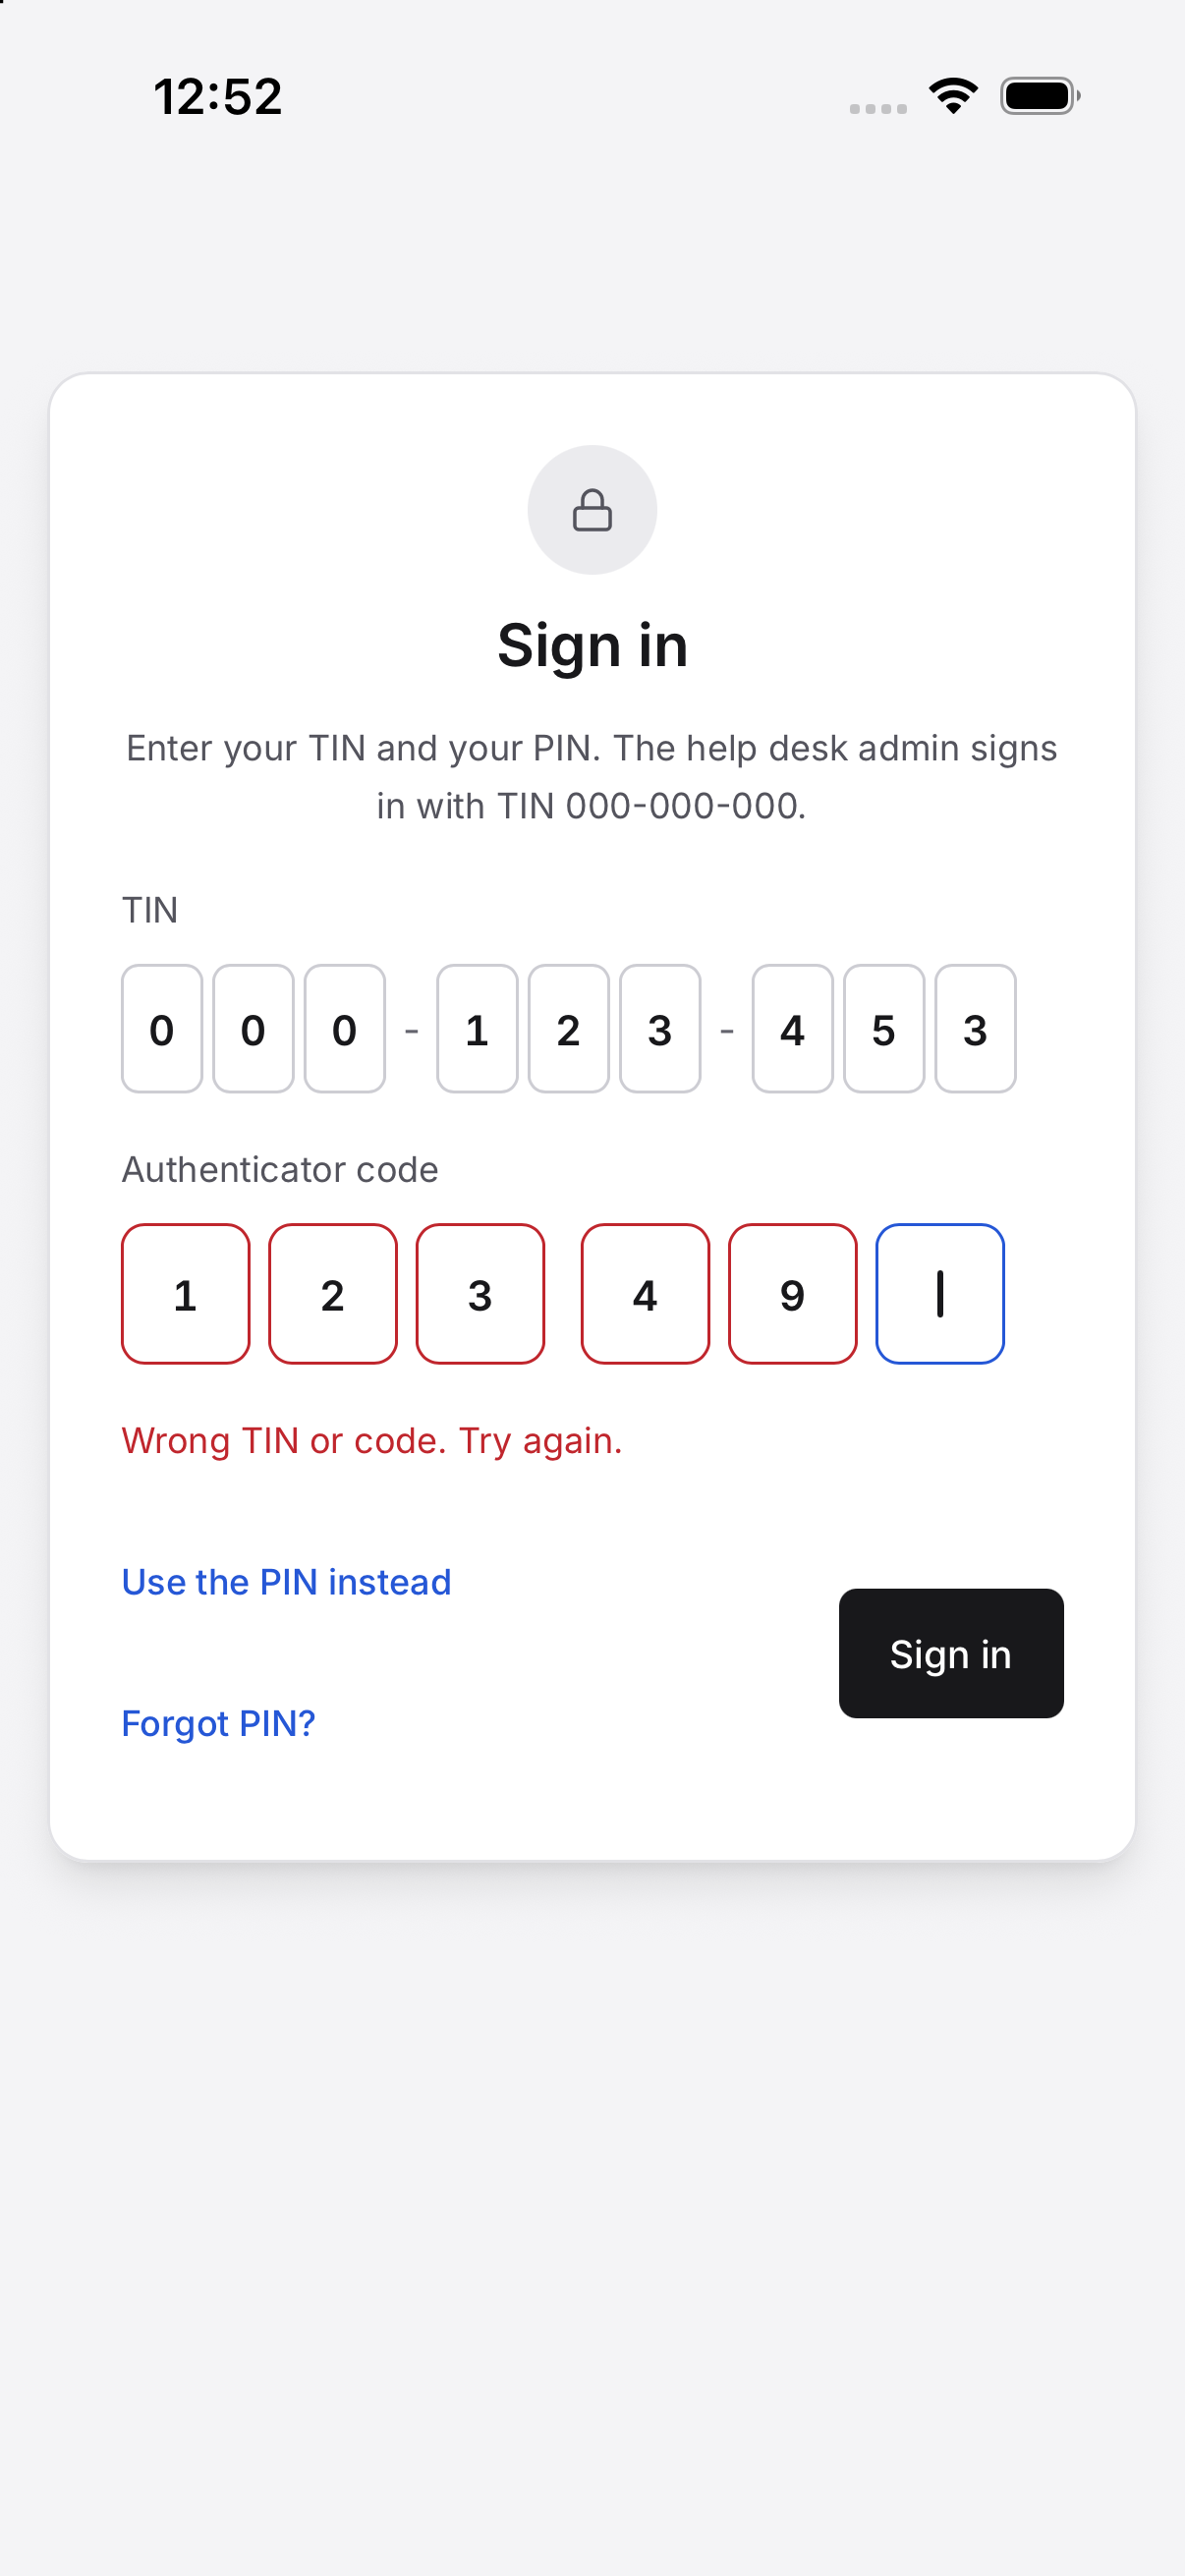 12:52
Sign in
Enter your TIN and your PIN. The help desk admin signs
in with TIN 000-000-000.
TIN
0 0 0 - 1 2 3 - 4 5 3
Authenticator code
1 2 3 4 9
Wrong TIN or code. Try again.
Use the PIN instead
Sign in
Forgot PIN?